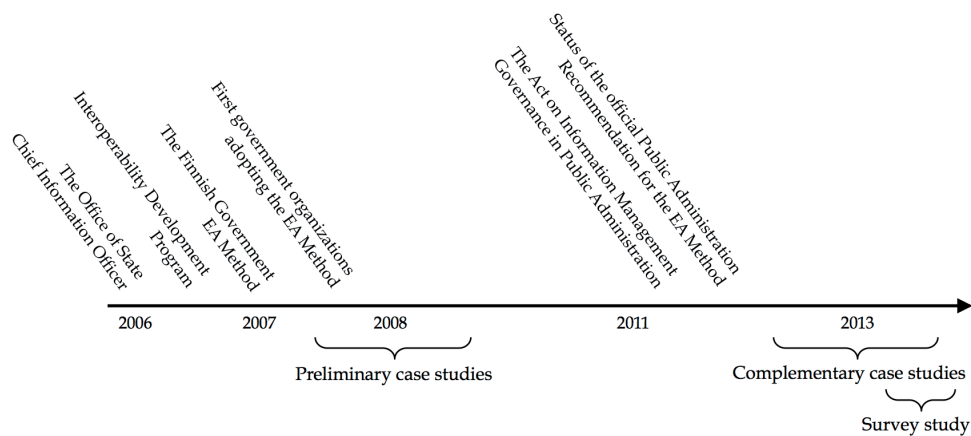 The Office of State
Chief Information Officer
Interoperability Development
Program
The Finnish Government
EA Method
First government organizations
adopting the EA Method
The Act on Information Management
Governance in Public Administration
Status of the official Public Administration
Recommendation for the EA Method
2006
2007
2008
2011
2013
Preliminary case studies
Complementary case studies
Survey study